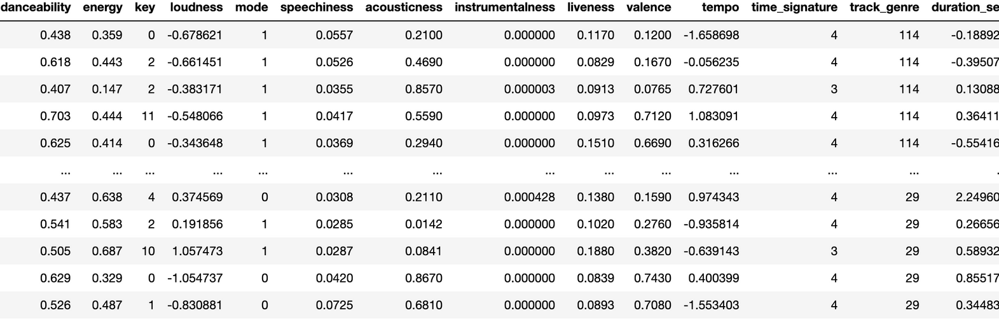 danceability energy key loudness mode speechiness acousticness instrumentalness liveness valence tempo time_signature track_genre duration_se
0.438 0.359 0 -0.678621 1 0.0557 0.2100 0.000000 0.1170 0.1200 -1.658698 4 114 -0.18892
0.618 0.443 2 -0.661451 1 0.0526 0.4690 0.000000 0.0829 0.1670 -0.056235 4 114 -0.39507
0.407 0.147 2 -0.383171 1 0.0355 0.8570 0.000003 0.0913 0.0765 0.727601 3 114 0.13088
0.703 0.444 11 -0.548066 1 0.0417 0.5590 0.000000 0.0973 0.7120 1.083091 4 114 0.36411
0.625 0.414 0 -0.343648 1 0.0369 0.2940 0.000000 0.1510 0.6690 0.316266 4 114 -0.55416
... ... ... ... ... ... ... ... ... ... ... ... ... .
0.437 0.638 4 0.374569 0 0.0308 0.2110 0.000428 0.1380 0.1590 0.974343 4 29 2.24960
0.541 0.583 2 0.191856 1 0.0285 0.0142 0.000000 0.1020 0.2760 -0.935814 4 29 0.26656
0.505 0.687 10 1.057473 1 0.0287 0.0841 0.000000 0.1880 0.3820 -0.639143 3 29 0.58932
0.629 0.329 0 -1.054737 0 0.0420 0.8670 0.000000 0.0839 0.7430 0.400399 4 29 0.85517
0.526 0.487 1 -0.830881 0 0.0725 0.6810 0.000000 0.0893 0.7080 -1.553403 4 29 0.34483